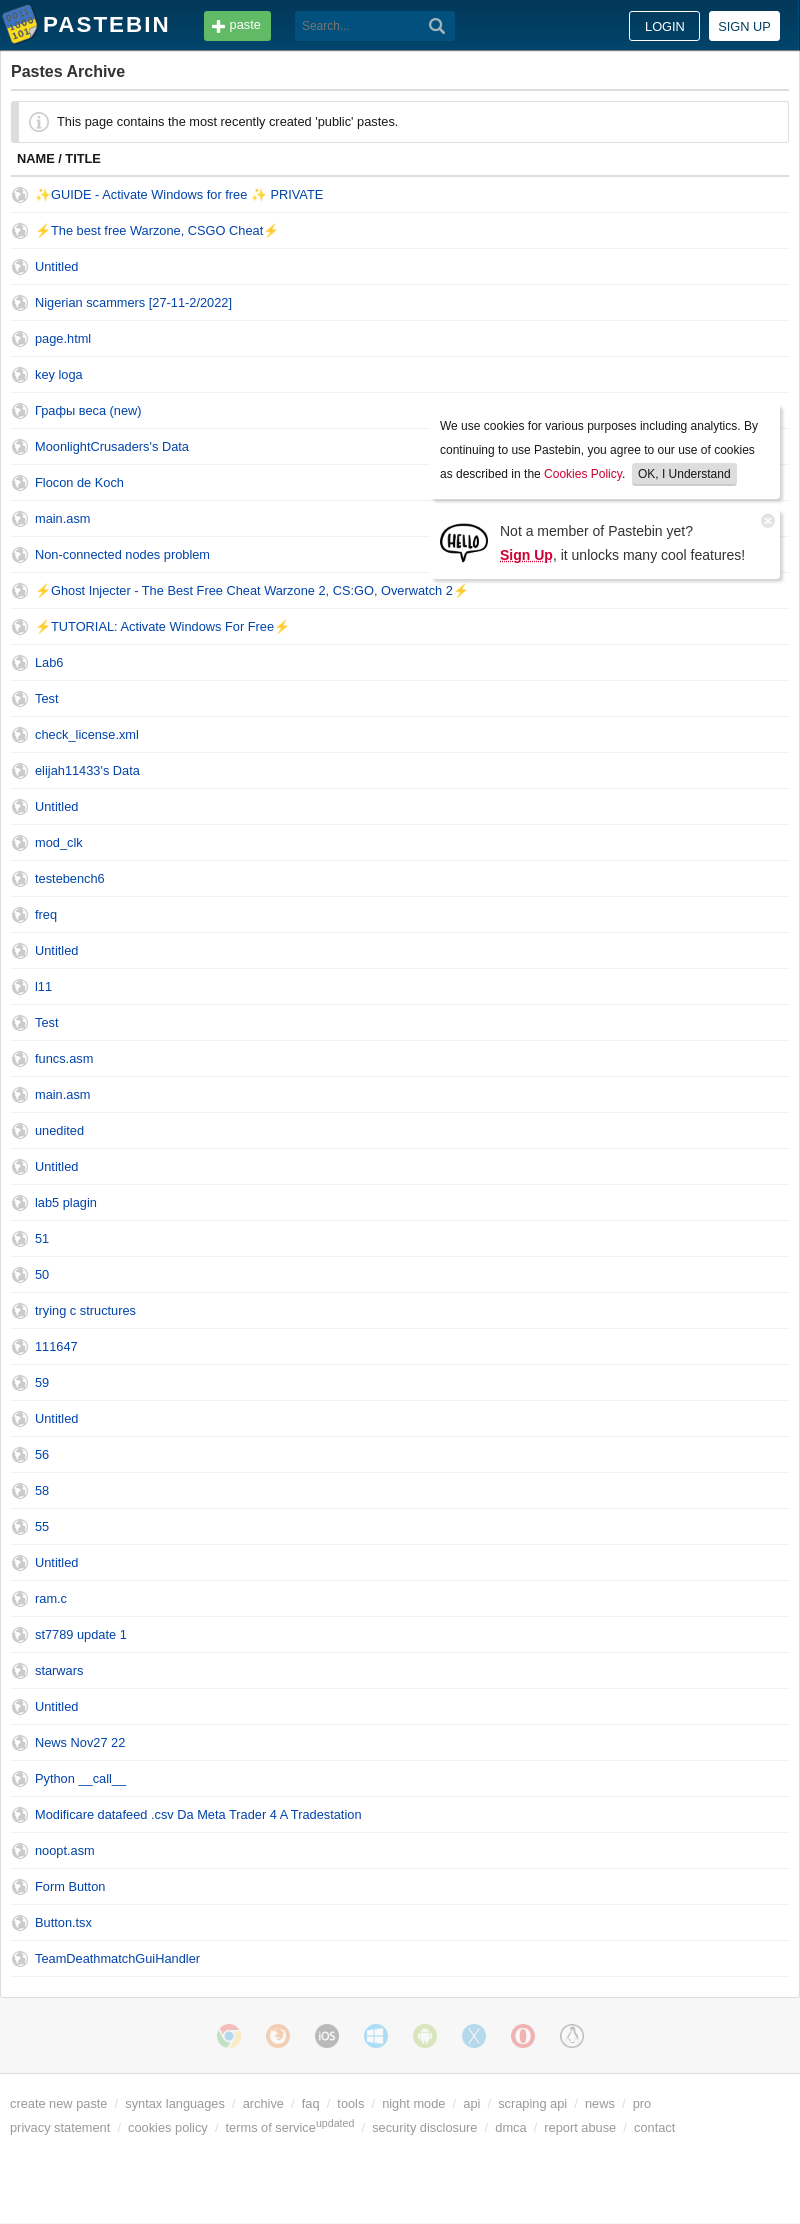 PASTEBIN
paste
Search...
LOGIN
SIGN UP
Pastes Archive
This page contains the most recently created 'public' pastes.
NAME / TITLE
✨GUIDE - Activate Windows for free ✨ PRIVATE
⚡The best free Warzone, CSGO Cheat⚡
Untitled
Nigerian scammers [27-11-2/2022]
page.html
key loga
Графы веса (new)
MoonlightCrusaders's Data
Flocon de Koch
main.asm
Non-connected nodes problem
We use cookies for various purposes including analytics. By
continuing to use Pastebin, you agree to our use of cookies
as described in the Cookies Policy. OK, I Understand
HELLO
Not a member of Pastebin yet?
Sign Up, it unlocks many cool features!
⚡Ghost Injecter - The Best Free Cheat Warzone 2, CS:GO, Overwatch 2⚡
⚡TUTORIAL: Activate Windows For Free⚡
Lab6
Test
check_license.xml
elijah11433's Data
Untitled
mod_clk
testebench6
freq
Untitled
l11
Test
funcs.asm
main.asm
unedited
Untitled
lab5 plagin
51
50
trying c structures
111647
59
Untitled
56
58
55
Untitled
ram.c
st7789 update 1
starwars
Untitled
News Nov27 22
Python __call__
Modificare datafeed .csv Da Meta Trader 4 A Tradestation
noopt.asm
Form Button
Button.tsx
TeamDeathmatchGuiHandler
iOS
create new paste / syntax languages / archive / faq / tools / night mode / api / scraping api / news / pro
privacy statement / cookies policy / terms of service updated / security disclosure / dmca / report abuse / contact